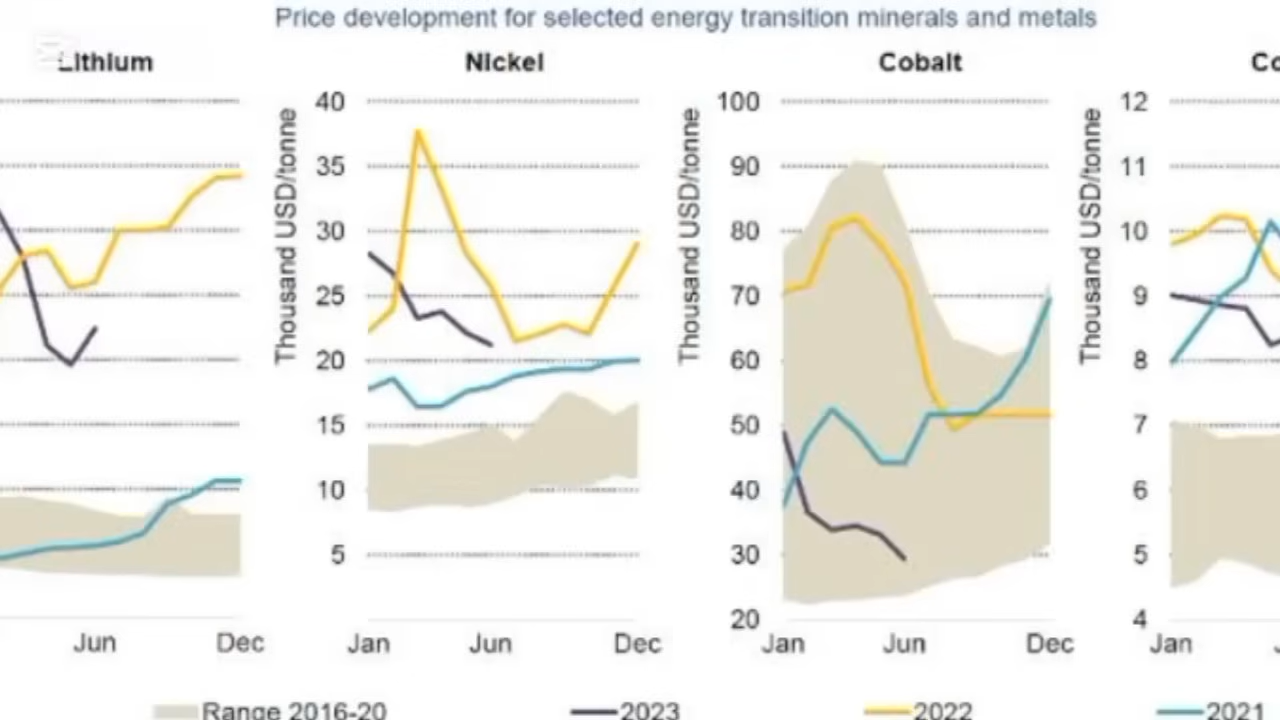 Price development for selected energy transition minerals and metals
Lithium
Nickel
Cobalt
Thousand USD/tonne
40
35
30
25
20
15
10
5
Thousand USD/tonne
100
90
80
70
60
50
40
30
20
Thousand USD/tonne
12
11
10
9
8
7
6
5
4
Jun Dec
Jan Jun Dec
Jan Jun Dec
Jan
Range 2016-20 2023 2022 2021